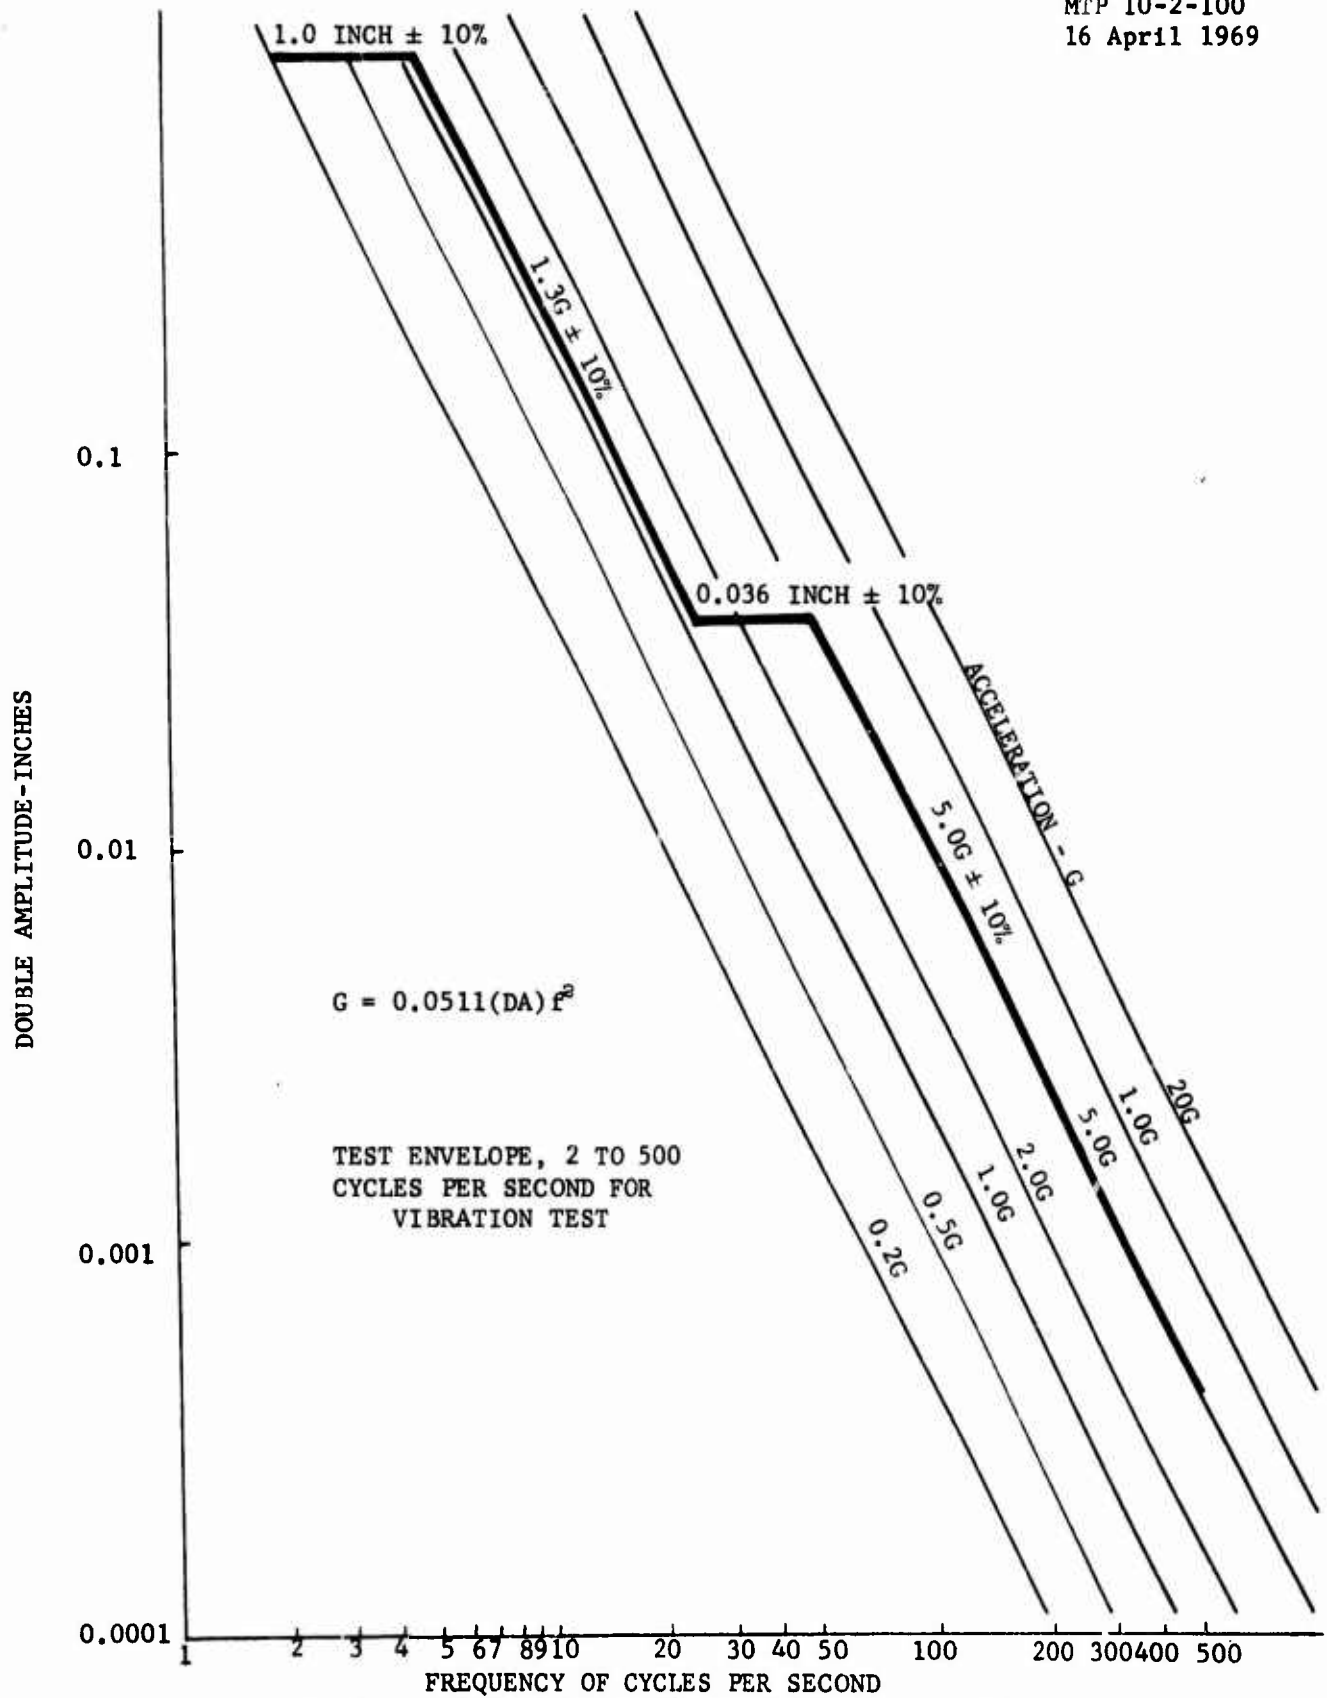 MTP 10-2-100
16 April 1969
1.0 INCH ± 10%
1.3G ± 10%
0.1
0.036 INCH ± 10%
ACCELERATION - G
DOUBLE AMPLITUDE-INCHES
0.01
5.0G ± 10%
G = 0.0511(DA)f²
TEST ENVELOPE, 2 TO 500
CYCLES PER SECOND FOR
VIBRATION TEST
0.001
0.2G
0.5G
1.0G
2.0G
5.0G
1.0G
20G
0.0001
1 2 3 4 5 6 7 8 9 10 20 30 40 50 100 200 300 400 500
FREQUENCY OF CYCLES PER SECOND